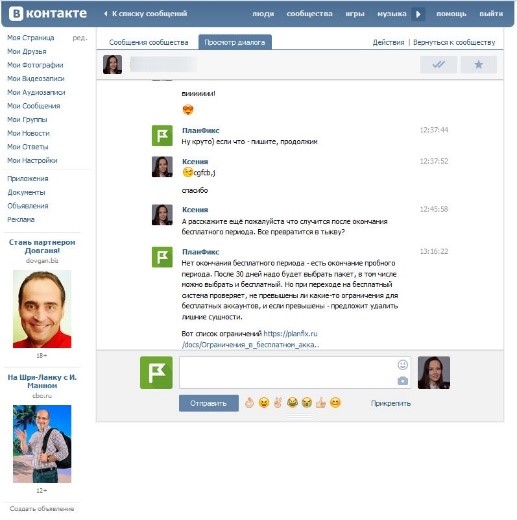 В контакте
К списку сообщений
люди сообщества игры музыка помощь выйти
Моя Страница ред.
Мои Друзья
Мои Фотографии
Мои Видеозаписи
Мои Аудиозаписи
Мои Сообщения
Мои Группы
Мои Новости
Мои Ответы
Мои Настройки
Приложения
Документы
Объявления
Реклама
Стань партнером
Довганя!
dovgan.biz
18+
На Шри-Ланку с И.
Манном
cbo.ru
12+
Создать объявление
Сообщения сообщества Просмотр диалога Действия | Вернуться к сообществу
ПланФикс 12:37:44
Ну круто) если что - пишите, продолжим
Ксения 12:37:52
cgfcb,j
спасибо
Ксения 12:45:58
А расскажите ещё пожалуйста что случится после окончания
бесплатного периода. Все превратится в тыкву?
ПланФикс 13:16:22
Нет окончания бесплатного периода - есть окончание пробного
периода. После 30 дней надо будет выбрать пакет, в том числе
можно выбрать и бесплатный. Но при переходе на бесплатный
система проверяет, не превышены ли какие-то ограничения для
бесплатных аккаунтов, и если превышены - предложит удалить
лишние сущности.
Вот список ограничений https://planfix.ru
/docs/Ограничения_в_бесплатном_акка..
Отправить Прикрепить